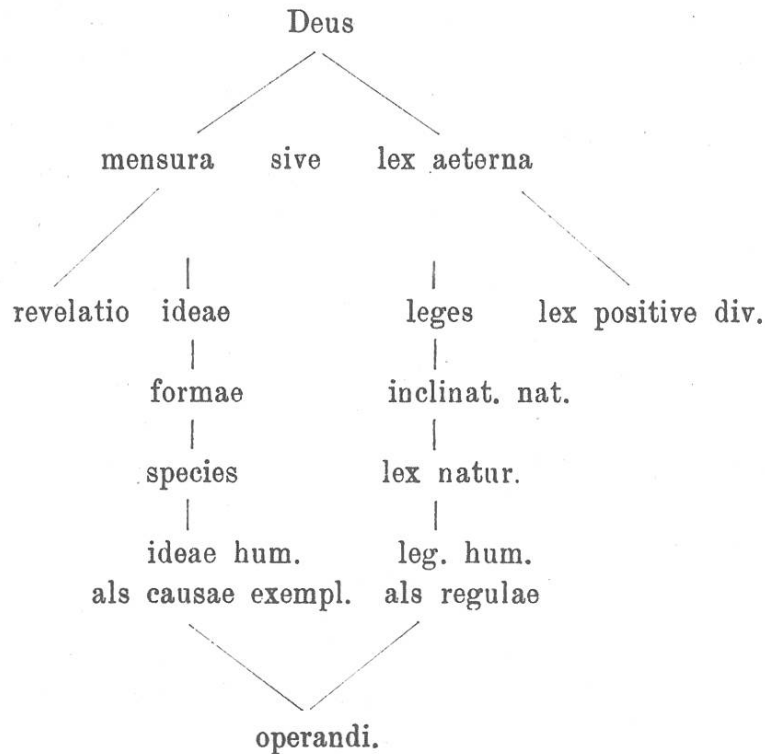 Deus
mensura sive lex aeterna
revelatio ideae leges lex positive div.
formae inclinat. nat.
species lex natur.
ideae hum. leg. hum.
als causae exempl. als regulae
operandi.